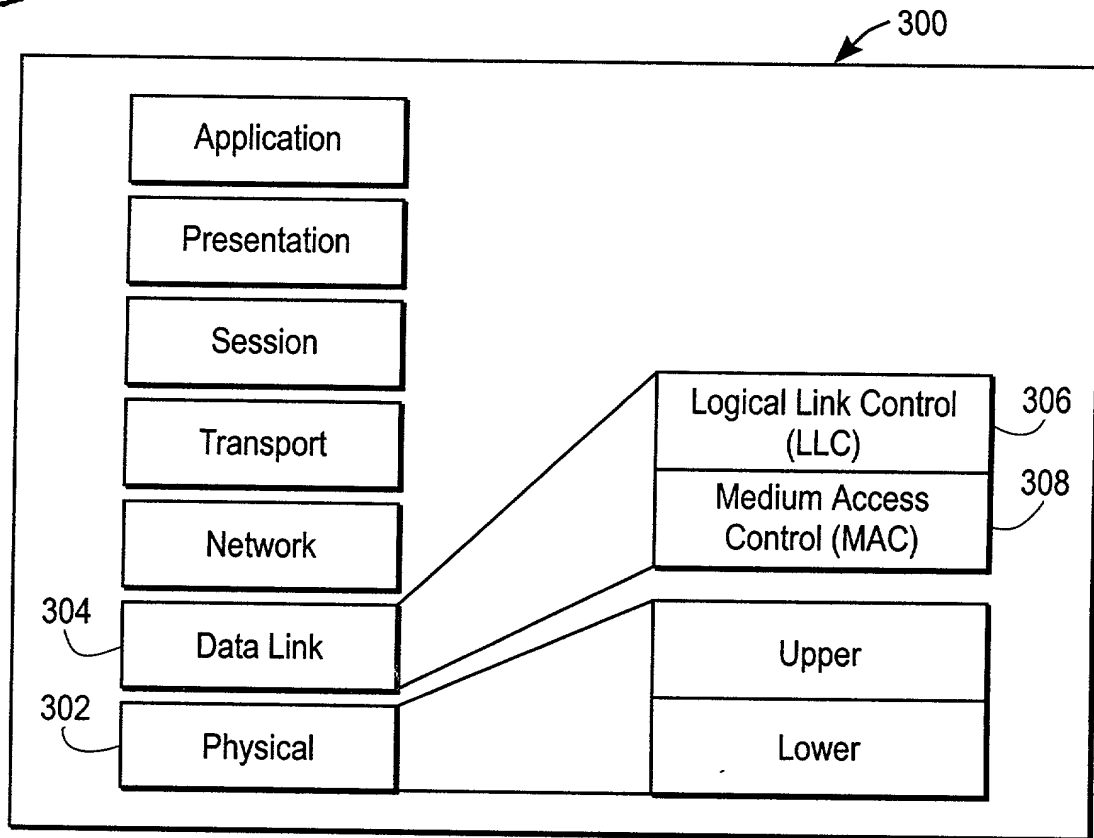 300
Application
Presentation
Session
Transport
Network
304
Data Link
302
Physical
Logical Link Control
(LLC)
306
Medium Access
Control (MAC)
308
Upper
Lower